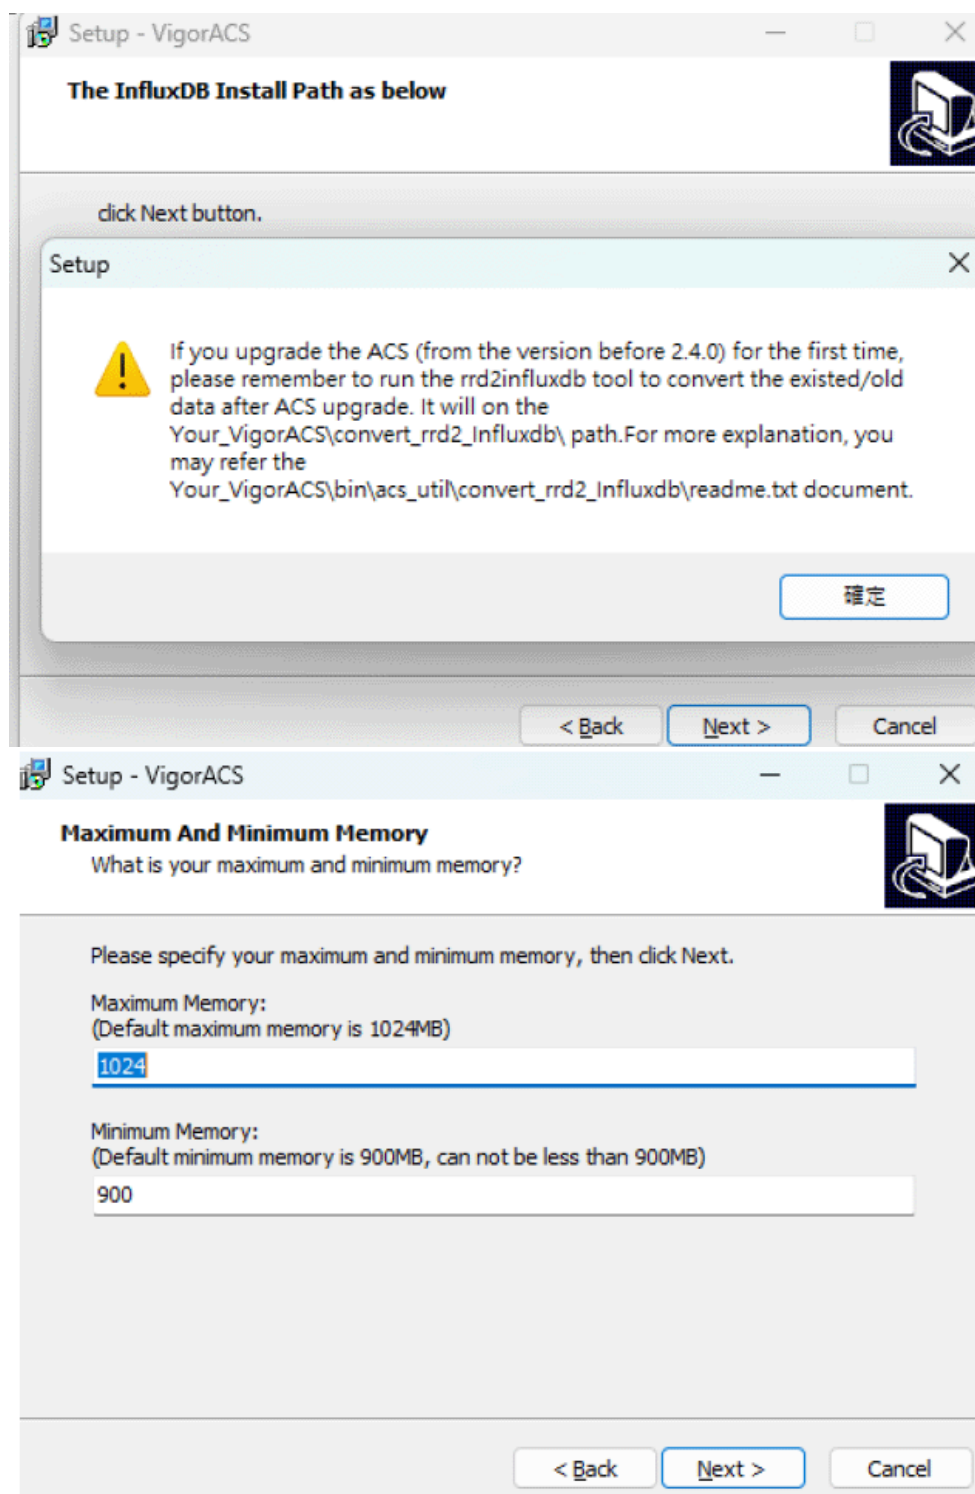 Setup - VigorACS
The InfluxDB Install Path as below
click Next button.
Setup
If you upgrade the ACS (from the version before 2.4.0) for the first time,
please remember to run the rrd2influxdb tool to convert the existed/old
data after ACS upgrade. It will on the
Your_VigorACS\convert_rrd2_Influxdb\ path.For more explanation, you
may refer the
Your_VigorACS\bin\acs_util\convert_rrd2_Influxdb\readme.txt document.
確定
< Back Next > Cancel
Setup - VigorACS
Maximum And Minimum Memory
What is your maximum and minimum memory?
Please specify your maximum and minimum memory, then click Next.
Maximum Memory:
(Default maximum memory is 1024MB)
1024
Minimum Memory:
(Default minimum memory is 900MB, can not be less than 900MB)
900
< Back Next > Cancel